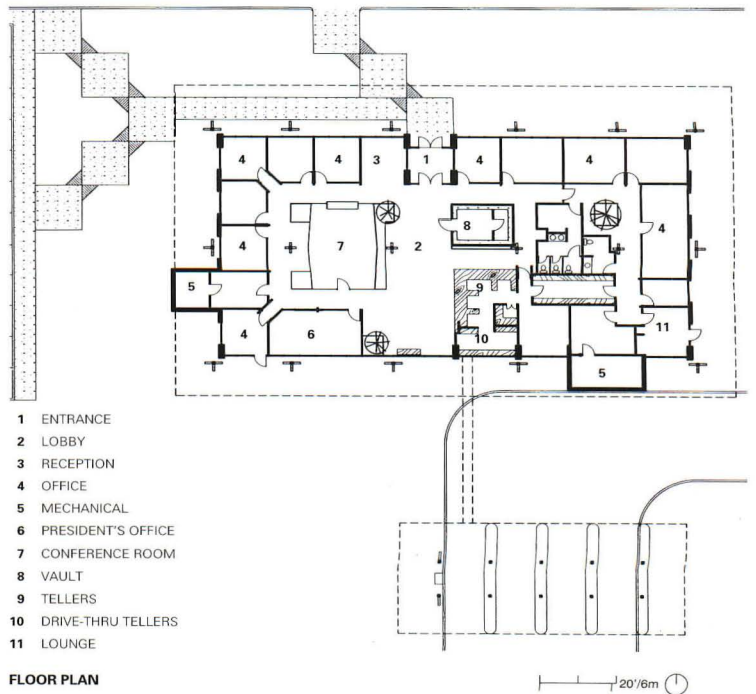 4
4
3
1
4
4
4
7
2
8
4
5
9
4
6
10
11
5
1 ENTRANCE
2 LOBBY
3 RECEPTION
4 OFFICE
5 MECHANICAL
6 PRESIDENT'S OFFICE
7 CONFERENCE ROOM
8 VAULT
9 TELLERS
10 DRIVE-THRU TELLERS
11 LOUNGE
FLOOR PLAN
20'/6m